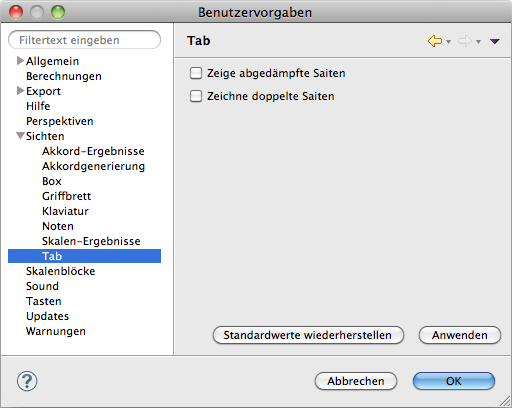 Benutzervorgaben
Filtertext eingeben
Allgemein
Berechnungen
Export
Hilfe
Perspektiven
Sichten
Akkord-Ergebnisse
Akkordgenerierung
Box
Griffbrett
Klaviatur
Noten
Skalen-Ergebnisse
Tab
Skalenblöcke
Sound
Tasten
Updates
Warnungen
Tab
Zeige abgedämpfte Saiten
Zeichne doppelte Saiten
Standardwerte wiederherstellen Anwenden
? Abbrechen OK